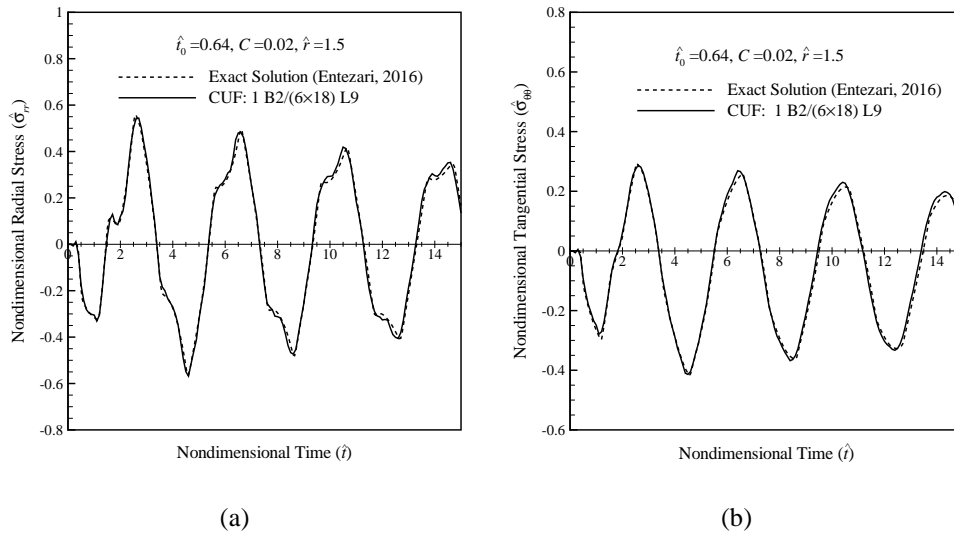 1
0.8
0.6
0.4
0.2
0
-0.2
-0.4
-0.6
-0.8
0 2 4 6 8 10 12 14
Nondimensional Radial Stress (σ̂rr)
t̂0=0.64, C=0.02, r̂=1.5
Exact Solution (Entezari, 2016)
CUF: 1 B2/(6×18) L9
Nondimensional Time (t̂)
(a)
0.8
0.6
0.4
0.2
0
-0.2
-0.4
-0.6
0 2 4 6 8 10 12 14
Nondimensional Tangential Stress (σ̂θθ)
t̂0=0.64, C=0.02, r̂=1.5
Exact Solution (Entezari, 2016)
CUF: 1 B2/(6×18) L9
Nondimensional Time (t̂)
(b)